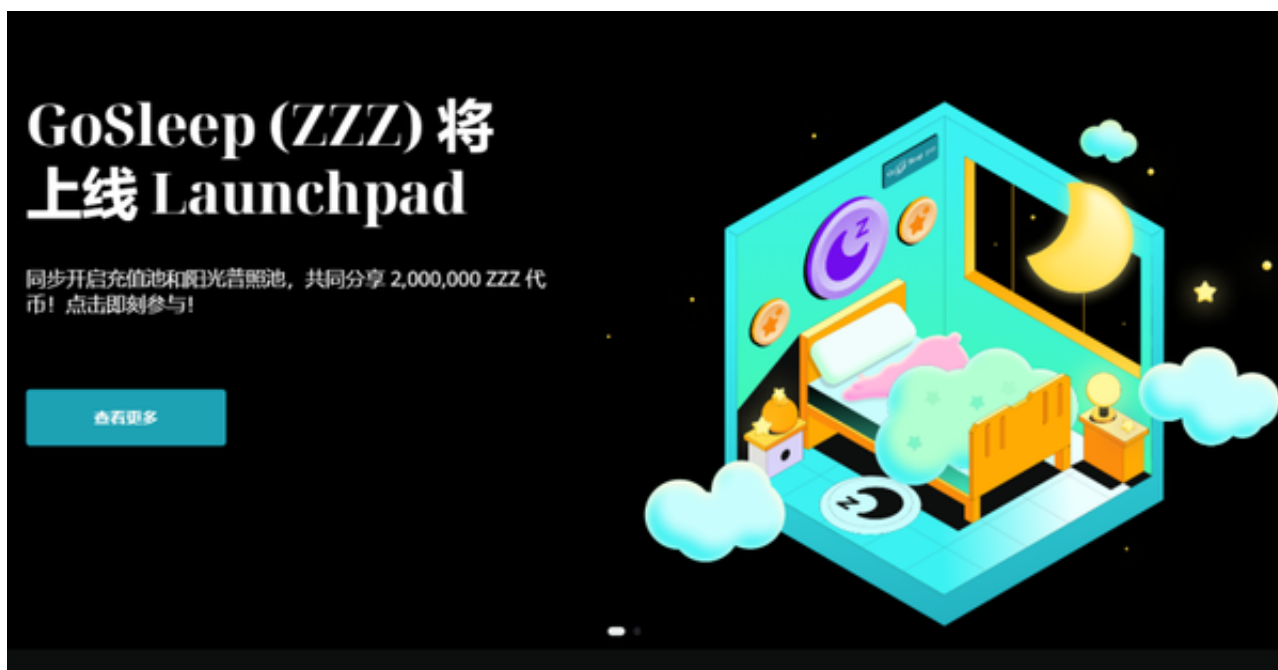 GoSleep (ZZZ) 将
上线 Launchpad
同步开启充值池和阳光普照池，共同分享 2,000,000 ZZZ 代
币！点击即刻参与！
查看更多